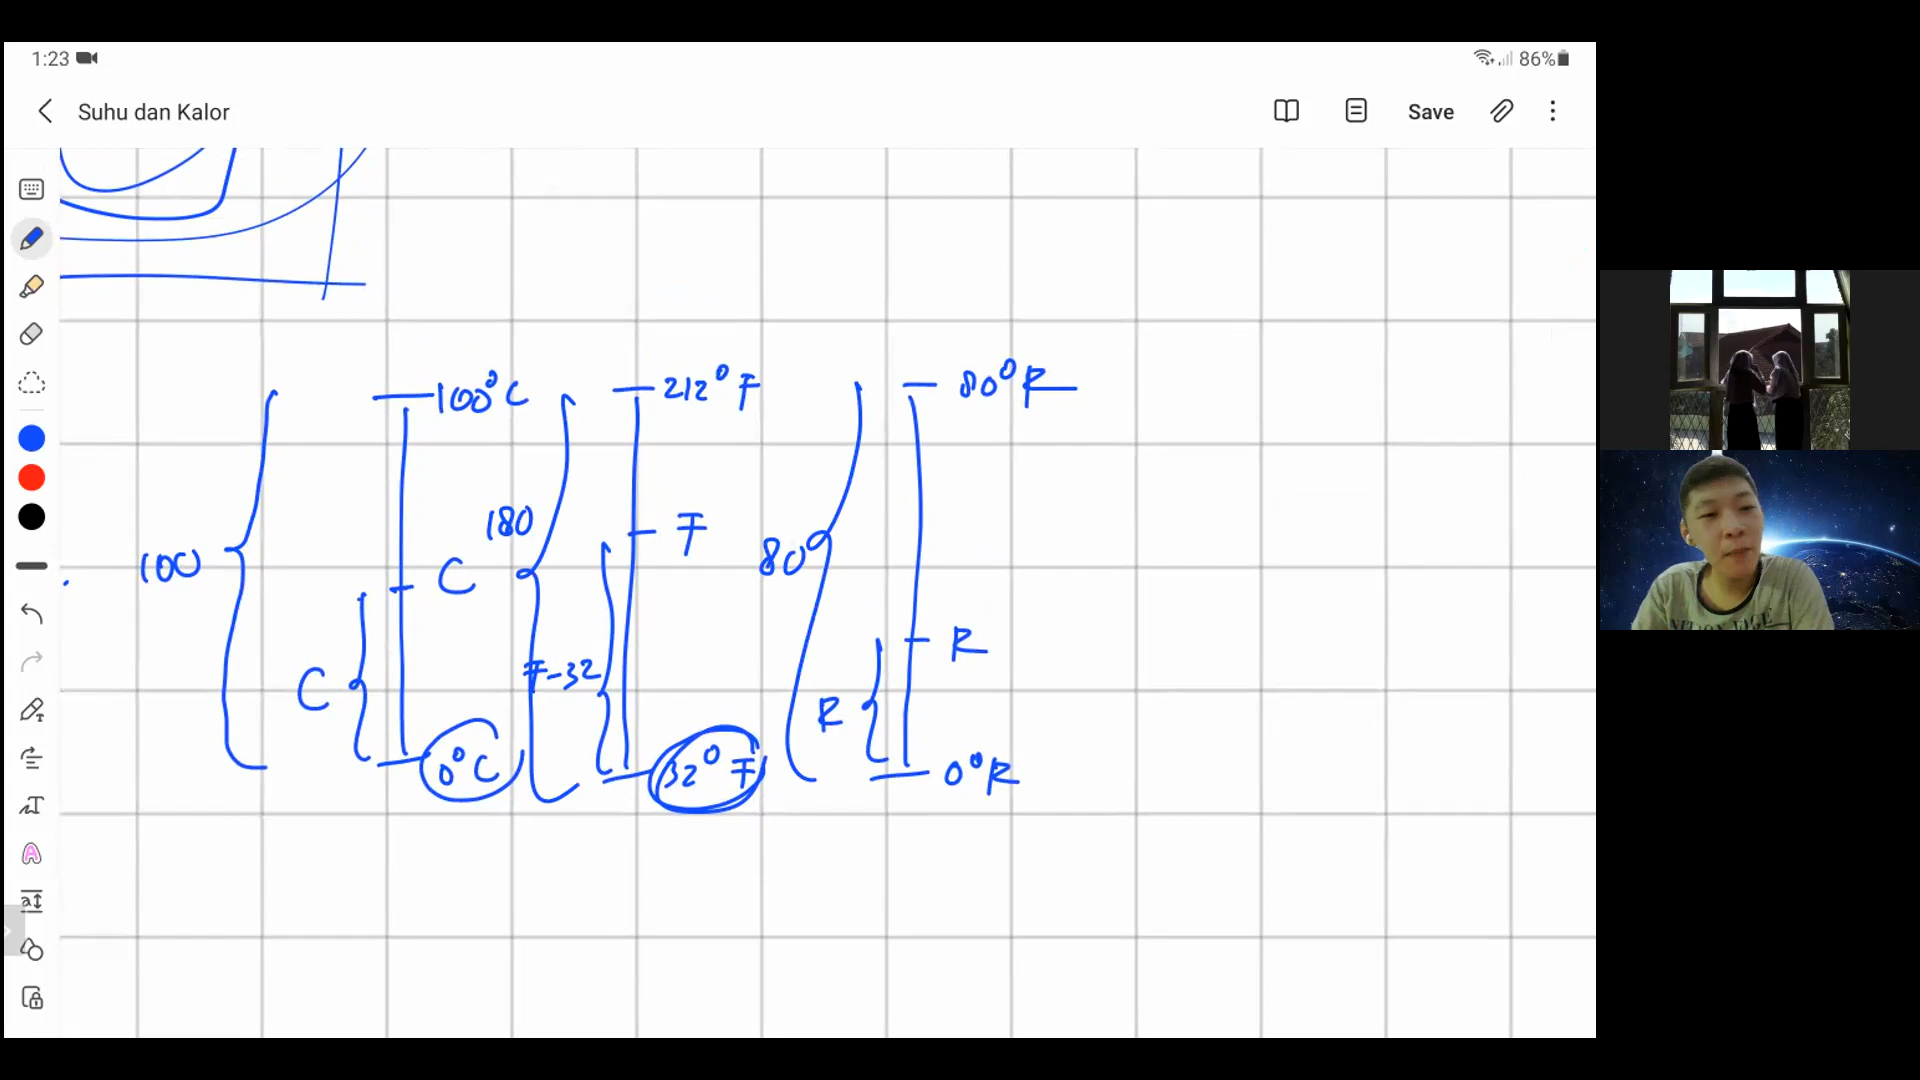 1:23
86%
Suhu dan Kalor
Save
100°C
212°F
80°R
180
F
100
C
80
F-32
R
C
R
0°C
32°F
0°R